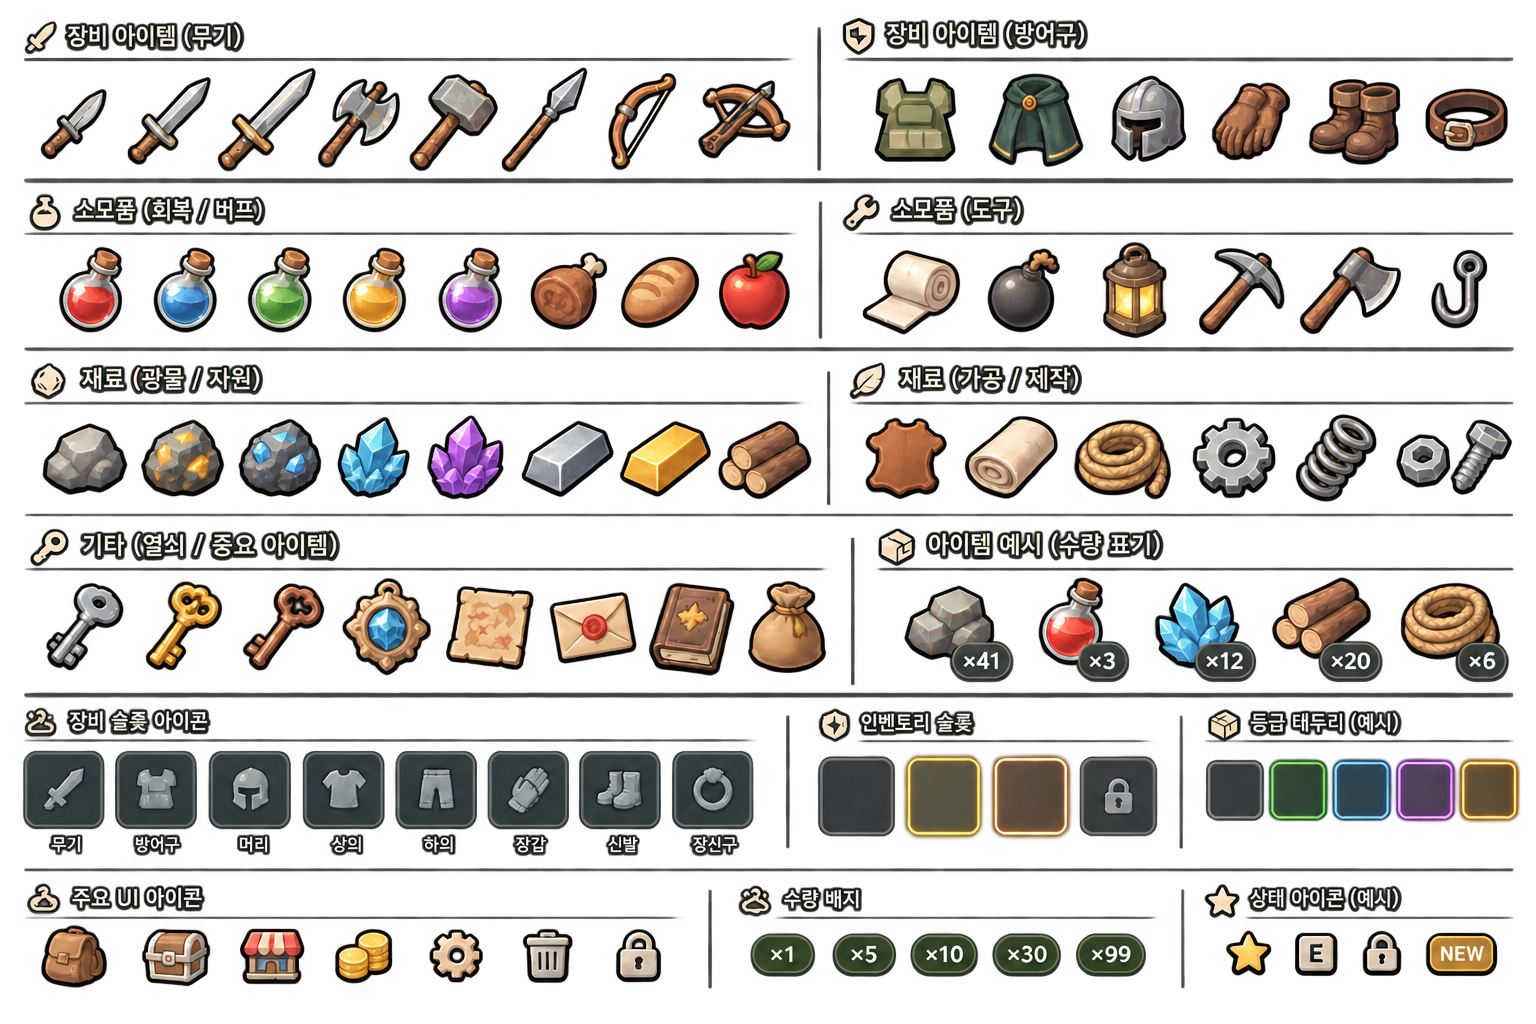 장비 아이템 (무기)
장비 아이템 (방어구)
소모품 (회복 / 버프)
소모품 (도구)
재료 (광물 / 자원)
재료 (가공 / 제작)
기타 (열쇠 / 중요 아이템)
아이템 예시 (수량 표기)
×41
×3
×12
×20
×6
장비 슬롯 아이콘
인벤토리 슬롯
등급 태두리 (예시)
무기
방어구
머리
상의
하의
장갑
신발
장신구
주요 UI 아이콘
수량 배지
상태 아이콘 (예시)
×1
×5
×10
×30
×99
E
NEW